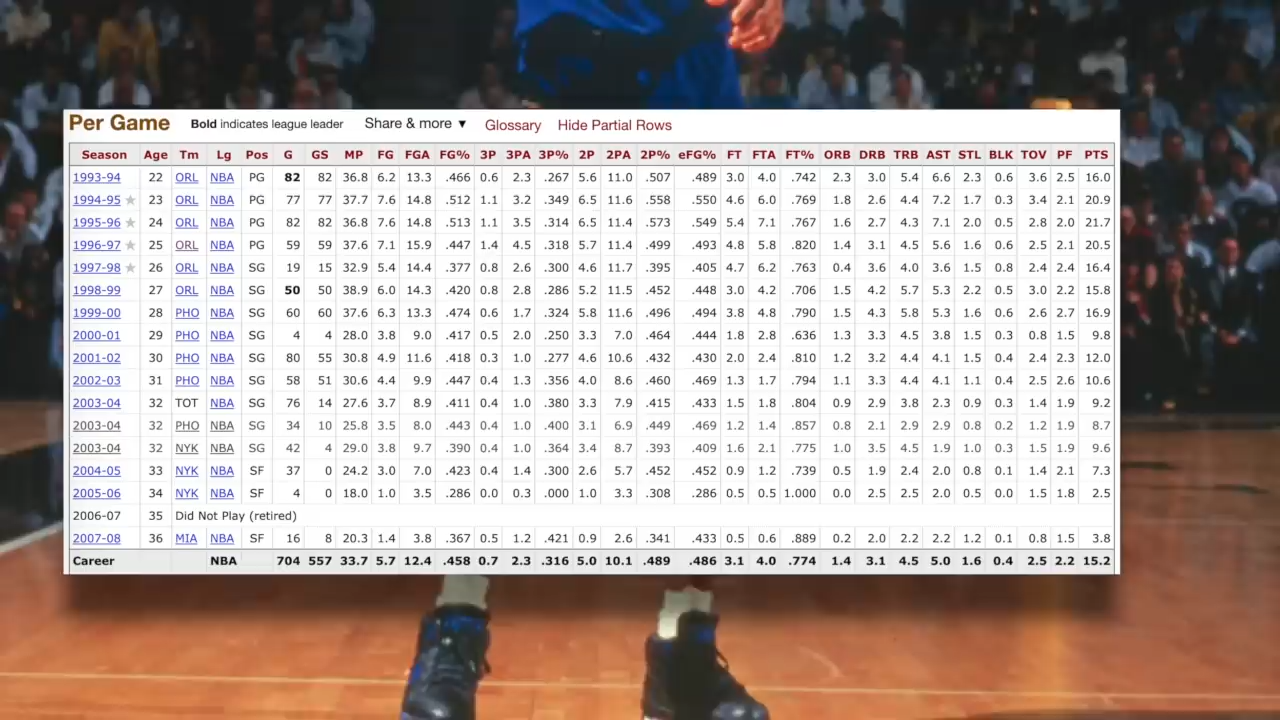 Per Game Bold indicates league leader Share & more ▼ Glossary Hide Partial Rows
Season Age Tm Lg Pos G GS MP FG FGA FG% 3P 3PA 3P% 2P 2PA 2P% eFG% FT FTA FT% ORB DRB TRB AST STL BLK TOV PF PTS
1993-94 22 ORL NBA PG 82 82 36.8 6.2 13.3 .466 0.6 2.3 .267 5.6 11.0 .507 .489 3.0 4.0 .742 2.3 3.0 5.4 6.6 2.3 0.6 3.6 2.5 16.0
1994-95 ★ 23 ORL NBA PG 77 77 37.7 7.6 14.8 .512 1.1 3.2 .349 6.5 11.6 .558 .550 4.6 6.0 .769 1.8 2.6 4.4 7.2 1.7 0.3 3.4 2.1 20.9
1995-96 ★ 24 ORL NBA PG 82 82 36.8 7.6 14.8 .513 1.1 3.5 .314 6.5 11.4 .573 .549 5.4 7.1 .767 1.6 2.7 4.3 7.1 2.0 0.5 2.8 2.0 21.7
1996-97 ★ 25 ORL NBA PG 59 59 37.6 7.1 15.9 .447 1.4 4.5 .318 5.7 11.4 .499 .493 4.8 5.8 .820 1.4 3.1 4.5 5.6 1.6 0.6 2.5 2.1 20.5
1997-98 ★ 26 ORL NBA SG 19 15 32.9 5.4 14.4 .377 0.8 2.6 .300 4.6 11.7 .395 .405 4.7 6.2 .763 0.4 3.6 4.0 3.6 1.5 0.8 2.4 2.4 16.4
1998-99 27 ORL NBA SG 50 50 38.9 6.0 14.3 .420 0.8 2.8 .286 5.2 11.5 .452 .448 3.0 4.2 .706 1.5 4.2 5.7 5.3 2.2 0.5 3.0 2.2 15.8
1999-00 28 PHO NBA SG 60 60 37.6 6.3 13.3 .474 0.6 1.7 .324 5.8 11.6 .496 .494 3.8 4.8 .790 1.5 4.3 5.8 5.3 1.6 0.6 2.6 2.7 16.9
2000-01 29 PHO NBA SG 4 4 28.0 3.8 9.0 .417 0.5 2.0 .250 3.3 7.0 .464 .444 1.8 2.8 .636 1.3 3.3 4.5 3.8 1.5 0.3 0.8 1.5 9.8
2001-02 30 PHO NBA SG 80 55 30.8 4.9 11.6 .418 0.3 1.0 .277 4.6 10.6 .432 .430 2.0 2.4 .810 1.2 3.2 4.4 4.1 1.5 0.4 2.4 2.3 12.0
2002-03 31 PHO NBA SG 58 51 30.6 4.4 9.9 .447 0.4 1.3 .356 4.0 8.6 .460 .469 1.3 1.7 .794 1.1 3.3 4.4 4.1 1.1 0.4 2.5 2.6 10.6
2003-04 32 TOT NBA SG 76 14 27.6 3.7 8.9 .411 0.4 1.0 .380 3.3 7.9 .415 .433 1.5 1.8 .804 0.9 2.9 3.8 2.3 0.9 0.3 1.4 1.9 9.2
2003-04 32 PHO NBA SG 34 10 25.8 3.5 8.0 .443 0.4 1.0 .400 3.1 6.9 .449 .469 1.2 1.4 .857 0.8 2.1 2.9 2.9 0.8 0.2 1.2 1.9 8.7
2003-04 32 NYK NBA SG 42 4 29.0 3.8 9.7 .390 0.4 1.0 .364 3.4 8.7 .393 .409 1.6 2.1 .775 0.9 3.5 4.5 1.9 1.0 0.3 1.5 1.9 9.6
2004-05 33 NYK NBA SF 37 0 24.2 3.0 7.0 .423 0.4 1.4 .300 2.6 5.7 .452 .452 0.9 1.2 .739 0.5 1.9 2.4 2.0 0.8 0.1 1.4 2.1 7.3
2005-06 34 NYK NBA SF 4 0 18.0 1.0 3.5 .286 0.0 0.3 .000 1.0 3.3 .308 .286 0.5 0.5 1.000 0.0 2.5 2.5 2.0 0.5 0.0 1.5 1.8 2.5
2006-07 35 Did Not Play (retired)
2007-08 36 MIA NBA SF 16 8 20.3 1.4 3.8 .367 0.5 1.2 .421 0.9 2.6 .341 .433 0.5 0.6 .889 0.2 2.0 2.2 2.2 1.2 0.1 0.8 1.5 3.8
Career NBA 704 557 33.7 5.7 12.4 .458 0.7 2.3 .316 5.0 10.1 .489 .486 3.1 4.0 .774 1.4 3.1 4.5 5.0 1.6 0.4 2.5 2.2 15.2